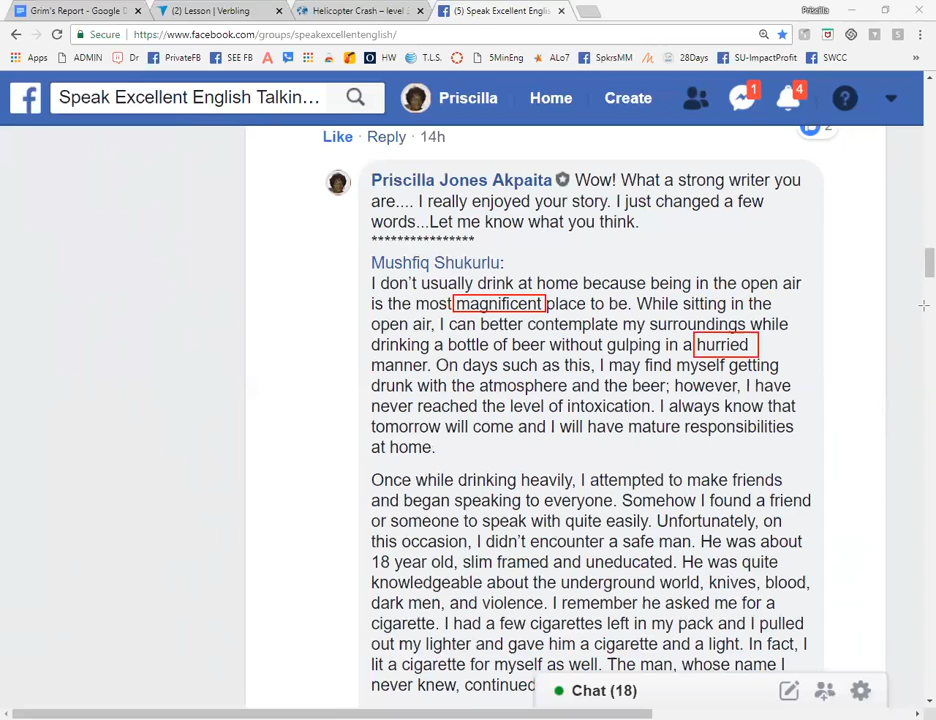 Grim's Report - Google D
(2) Lesson | Verbling
Helicopter Crash – level
(5) Speak Excellent Engli
Priscilla
Secure | https://www.facebook.com/groups/speakexcellentenglish/
Apps ADMIN Dr PrivateFB SEE FB HW T.L.S. 5MinEng ALo7 SpkrsMM 28Days SU-ImpactProfit SWCC »
Speak Excellent English Talkin...
Priscilla Home Create 1 4
Like · Reply · 14h
2
Priscilla Jones Akpaita Wow! What a strong writer you
are.... I really enjoyed your story. I just changed a few
words...Let me know what you think.
****************
Mushfiq Shukurlu:
I don't usually drink at home because being in the open air
is the most magnificent place to be. While sitting in the
open air, I can better contemplate my surroundings while
drinking a bottle of beer without gulping in a hurried
manner. On days such as this, I may find myself getting
drunk with the atmosphere and the beer; however, I have
never reached the level of intoxication. I always know that
tomorrow will come and I will have mature responsibilities
at home.
Once while drinking heavily, I attempted to make friends
and began speaking to everyone. Somehow I found a friend
or someone to speak with quite easily. Unfortunately, on
this occasion, I didn't encounter a safe man. He was about
18 year old, slim framed and uneducated. He was quite
knowledgeable about the underground world, knives, blood,
dark men, and violence. I remember he asked me for a
cigarette. I had a few cigarettes left in my pack and I pulled
out my lighter and gave him a cigarette and a light. In fact, I
lit a cigarette for myself as well. The man, whose name I
never knew, continued
Chat (18)